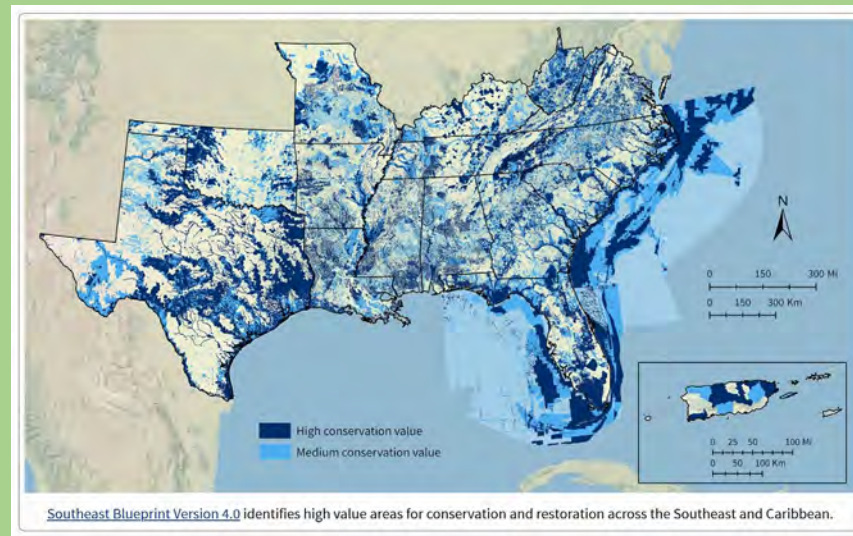 N
0 150 300 Mi
0 150 300 Km
High conservation value
Medium conservation value
0 25 50 100 Mi
0 50 100 Km
Southeast Blueprint Version 4.0 identifies high value areas for conservation and restoration across the Southeast and Caribbean.